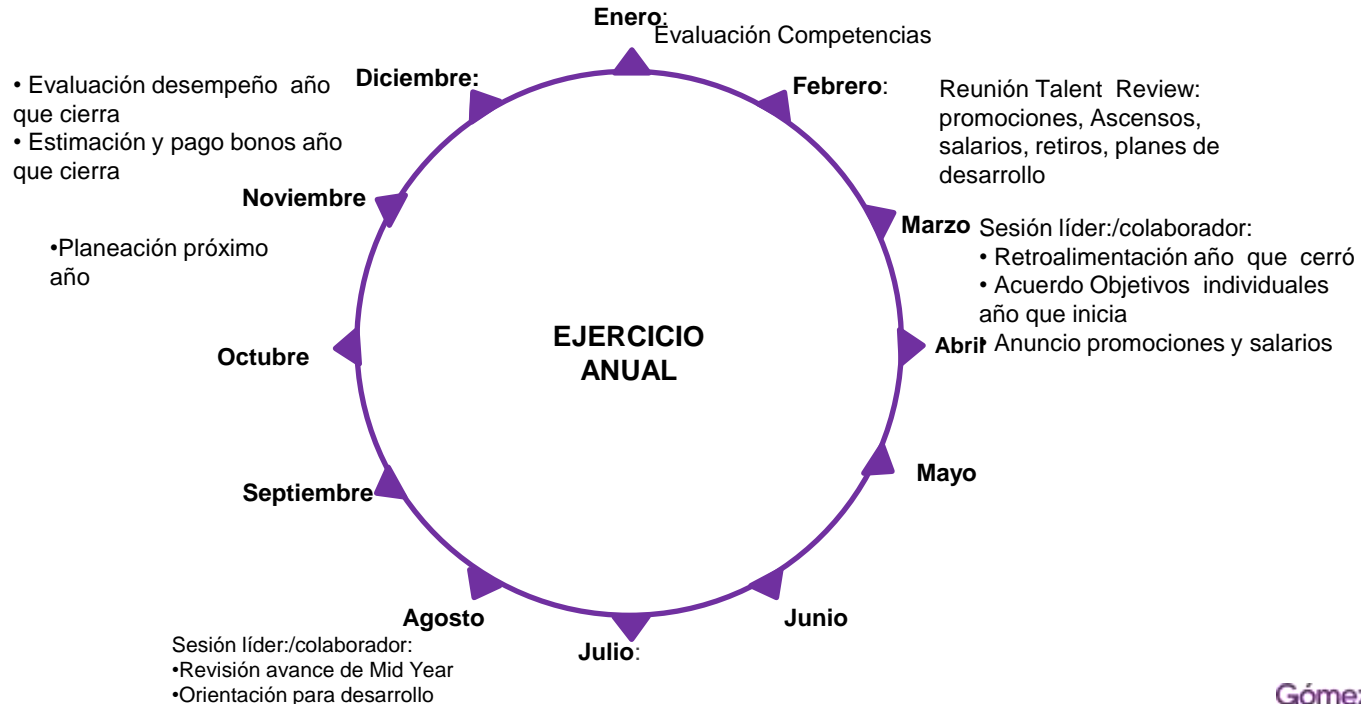 Enero:
Evaluación Competencias
Diciembre:
• Evaluación desempeño año
que cierra
• Estimación y pago bonos año
que cierra
Febrero:
Reunión Talent Review:
promociones, Ascensos,
salarios, retiros, planes de
desarrollo
Noviembre
•Planeación próximo
año
Marzo
Sesión líder:/colaborador:
• Retroalimentación año que cerró
• Acuerdo Objetivos individuales
año que inicia
• Anuncio promociones y salarios
Abril
EJERCICIO
ANUAL
Octubre
Mayo
Septiembre
Junio
Agosto
Sesión líder:/colaborador:
•Revisión avance de Mid Year
•Orientación para desarrollo
Julio:
Gómez